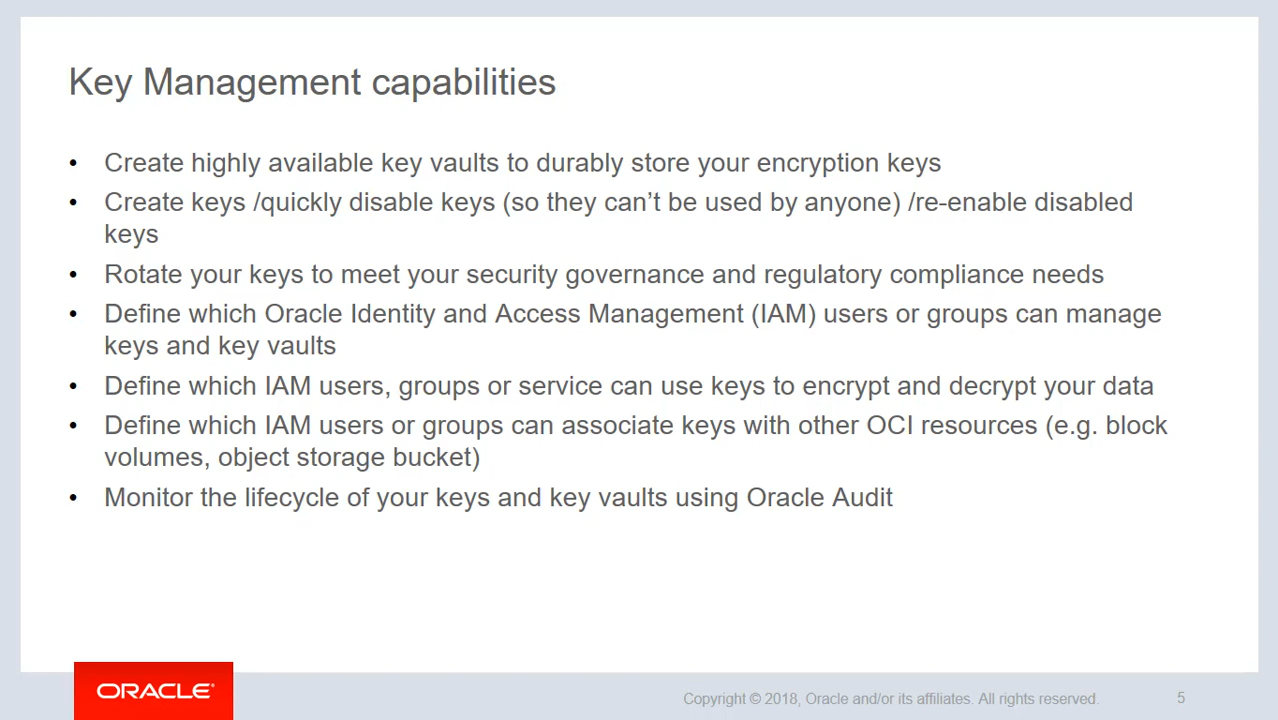 Key Management capabilities
• Create highly available key vaults to durably store your encryption keys
• Create keys /quickly disable keys (so they can’t be used by anyone) /re-enable disabled
keys
• Rotate your keys to meet your security governance and regulatory compliance needs
• Define which Oracle Identity and Access Management (IAM) users or groups can manage
keys and key vaults
• Define which IAM users, groups or service can use keys to encrypt and decrypt your data
• Define which IAM users or groups can associate keys with other OCI resources (e.g. block
volumes, object storage bucket)
• Monitor the lifecycle of your keys and key vaults using Oracle Audit
ORACLE®
Copyright © 2018, Oracle and/or its affiliates. All rights reserved. 5